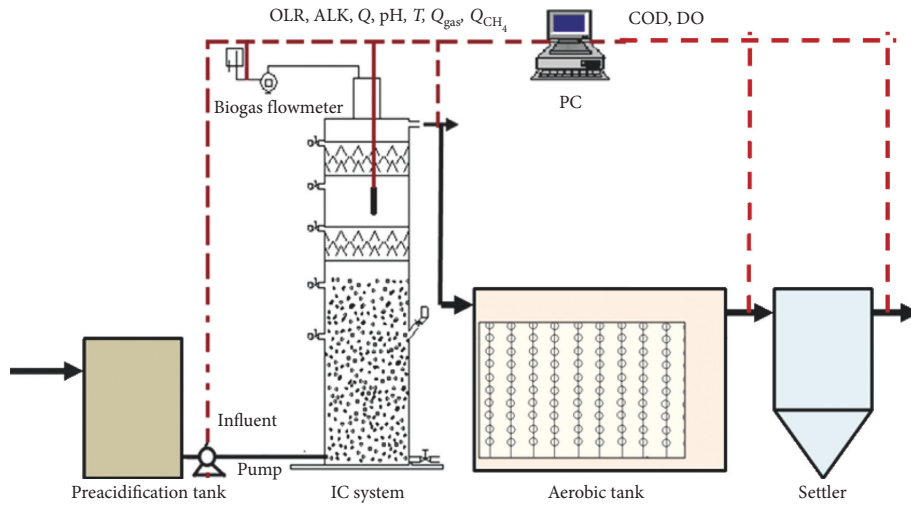 OLR, ALK, Q, pH, T, Qgas, QCH4
COD, DO
PC
Biogas flowmeter
Influent
Pump
Preacidification tank
IC system
Aerobic tank
Settler